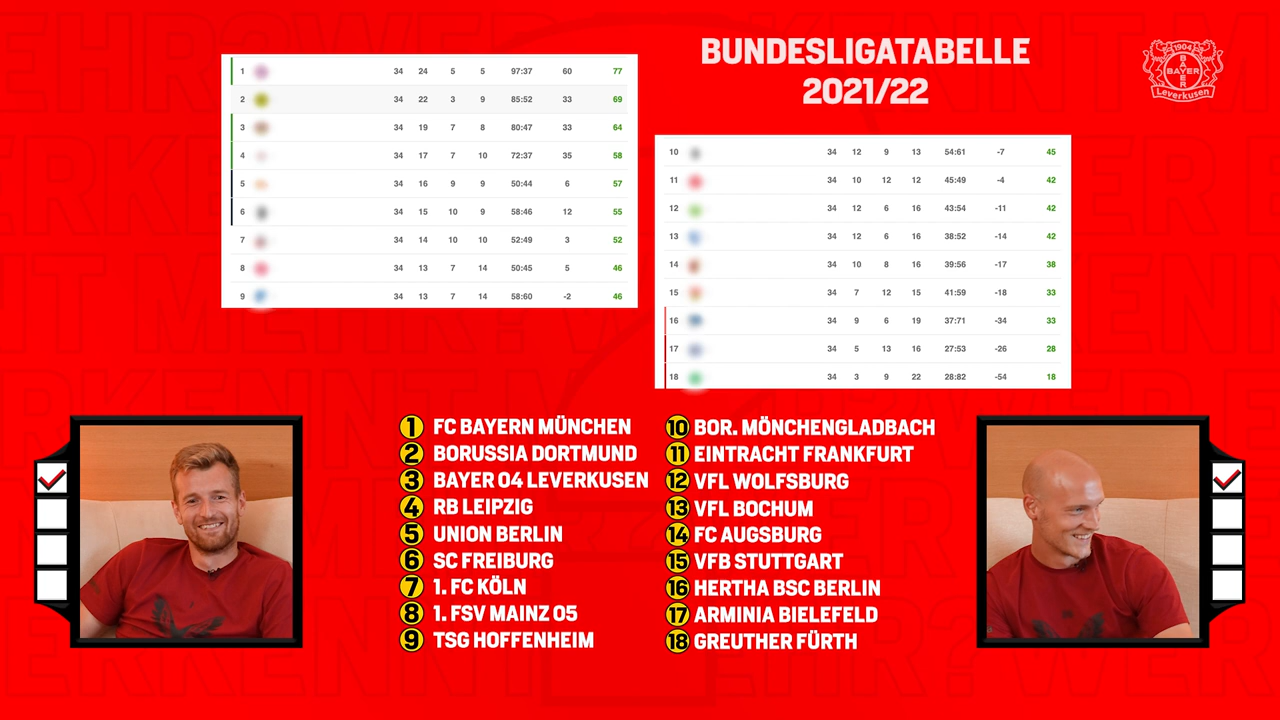 BUNDESLIGATABELLE
2021/22
1904
BAYER
BAYER
Leverkusen
1 34 24 5 5 97:37 60 77
2 34 22 3 9 85:52 33 69
3 34 19 7 8 80:47 33 64
4 34 17 7 10 72:37 35 58
5 34 16 9 9 50:44 6 57
6 34 15 10 9 58:46 12 55
7 34 14 10 10 52:49 3 52
8 34 13 7 14 50:45 5 46
9 34 13 7 14 58:60 -2 46
10 34 12 9 13 54:61 -7 45
11 34 10 12 12 45:49 -4 42
12 34 12 6 16 43:54 -11 42
13 34 12 6 16 38:52 -14 42
14 34 10 8 16 39:56 -17 38
15 34 7 12 15 41:59 -18 33
16 34 9 6 19 37:71 -34 33
17 34 5 13 16 27:53 -26 28
18 34 3 9 22 28:82 -54 18
1 FC BAYERN MÜNCHEN
2 BORUSSIA DORTMUND
3 BAYER 04 LEVERKUSEN
4 RB LEIPZIG
5 UNION BERLIN
6 SC FREIBURG
7 1. FC KÖLN
8 1. FSV MAINZ 05
9 TSG HOFFENHEIM
10 BOR. MÖNCHENGLADBACH
11 EINTRACHT FRANKFURT
12 VFL WOLFSBURG
13 VFL BOCHUM
14 FC AUGSBURG
15 VFB STUTTGART
16 HERTHA BSC BERLIN
17 ARMINIA BIELEFELD
18 GREUTHER FÜRTH